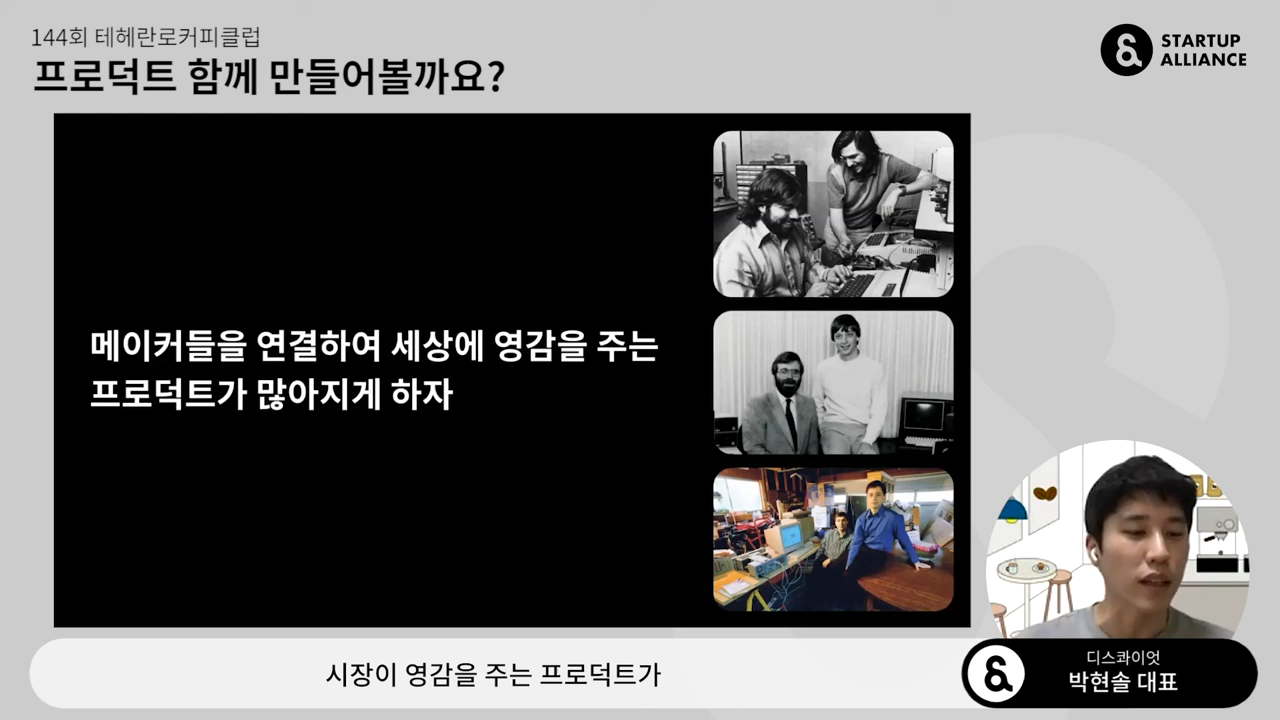 144회 테헤란로커피클럽
프로덕트 함께 만들어볼까요?
STARTUP
ALLIANCE
메이커들을 연결하여 세상에 영감을 주는
프로덕트가 많아지게 하자
시장이 영감을 주는 프로덕트가
디스콰이엇
박현솔 대표